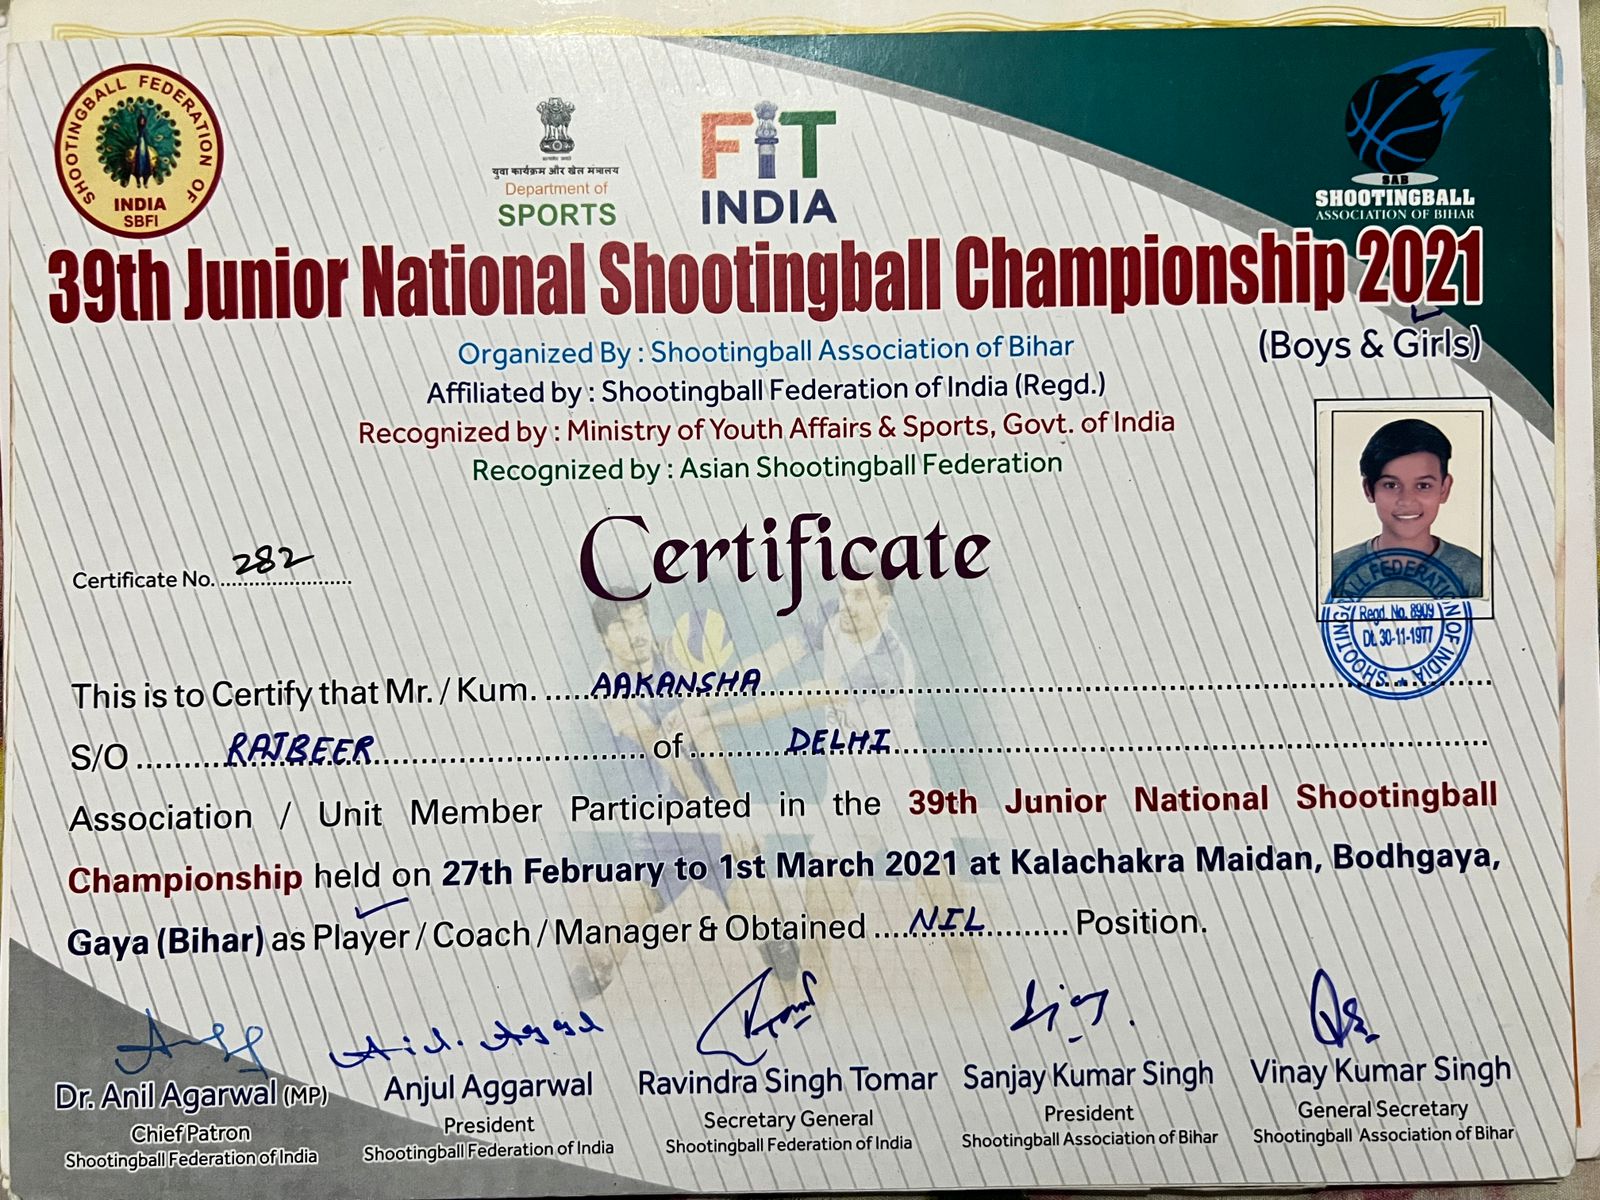 SHOOTINGBALL FEDERATION OF
INDIA
SBFI
युवा कार्यक्रम और खेल मंत्रालय
Department of
SPORTS
FIT
INDIA
SAB
SHOOTINGBALL
ASSOCIATION OF BIHAR
39th Junior National Shootingball Championship 2021
(Boys & Girls)
Organized By : Shootingball Association of Bihar
Affiliated by : Shootingball Federation of India (Regd.)
Recognized by : Ministry of Youth Affairs & Sports, Govt. of India
Recognized by : Asian Shootingball Federation
Certificate
Certificate No. 282
SHOOTINGBALL FEDERATION OF INDIA
Regd. No. 8909
Dt. 30-11-1977
This is to Certify that Mr. / Kum. AAKANSHA
S/O RAJBEER of DELHI
Association / Unit Member Participated in the 39th Junior National Shootingball
Championship held on 27th February to 1st March 2021 at Kalachakra Maidan, Bodhgaya,
Gaya (Bihar) as Player / Coach / Manager & Obtained NIL Position.
Dr. Anil Agarwal (MP)
Chief Patron
Shootingball Federation of India
Anjul Aggarwal
President
Shootingball Federation of India
Ravindra Singh Tomar
Secretary General
Shootingball Federation of India
Sanjay Kumar Singh
President
Shootingball Association of Bihar
Vinay Kumar Singh
General Secretary
Shootingball Association of Bihar